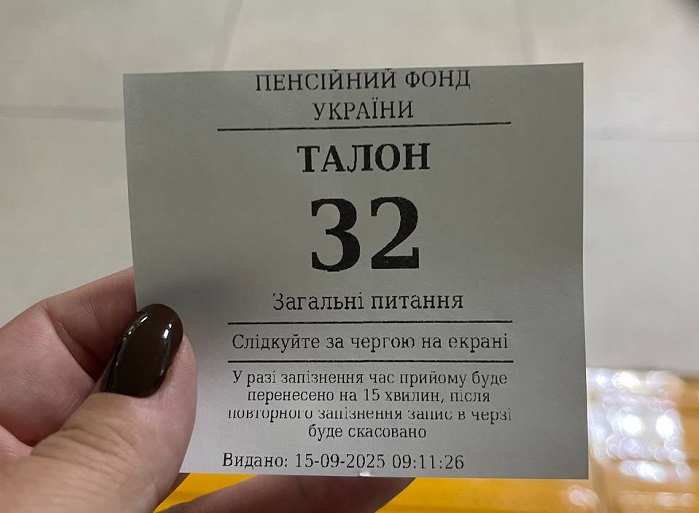 ПЕНСІЙНИЙ ФОНД
УКРАЇНИ
ТАЛОН
32
Загальні питання
Слідкуйте за чергою на екрані
У разі запізнення час прийому буде
перенесено на 15 хвилин, після
повторного запізнення запис в черзі
буде скасовано
Видано: 15-09-2025 09:11:26